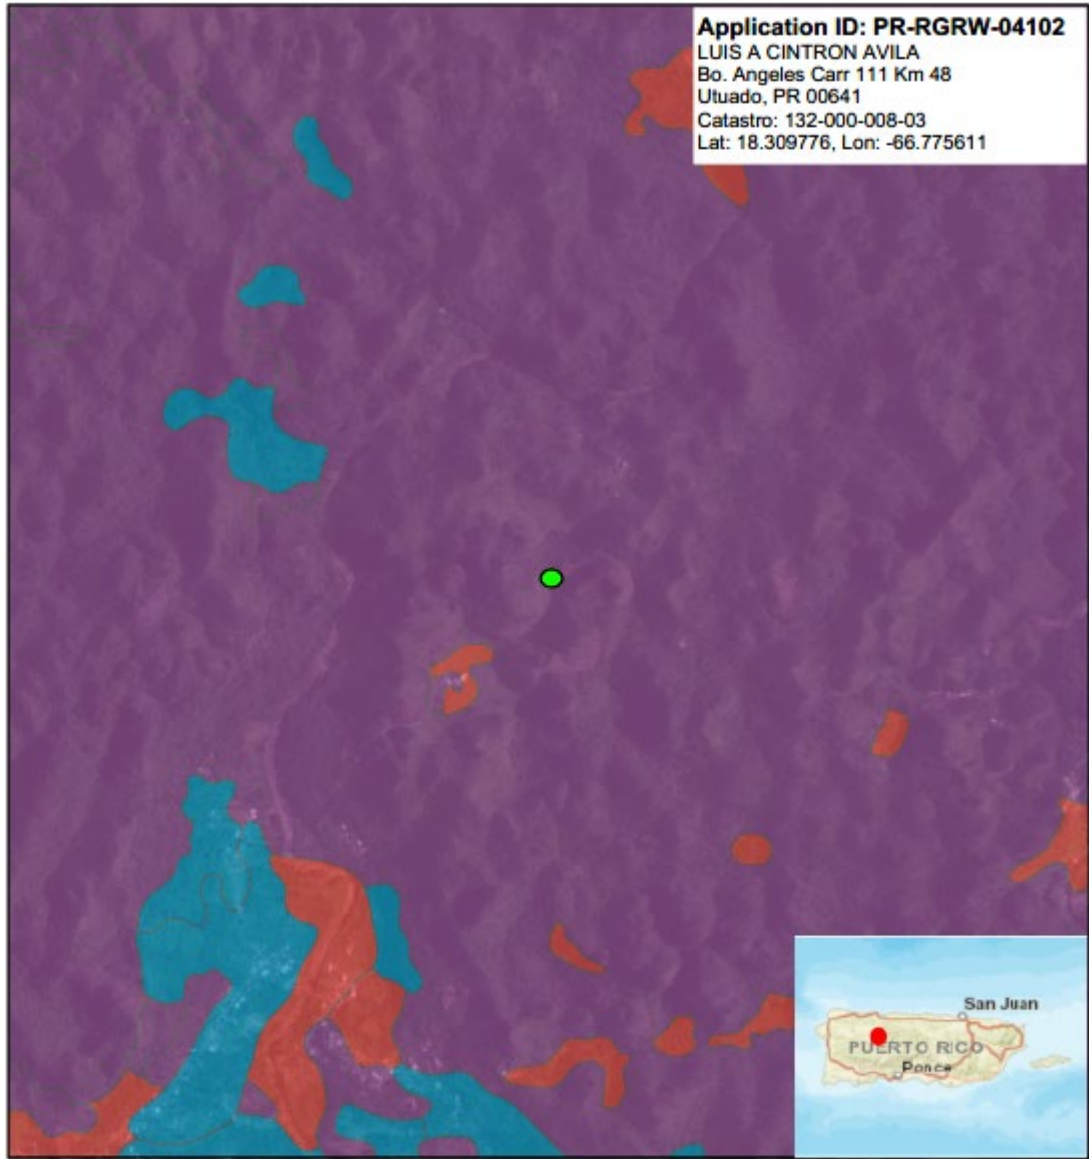 Application ID: PR-RGRW-04102
LUIS A CINTRON AVILA
Bo. Angeles Carr 111 Km 48
Utuado, PR 00641
Catastro: 132-000-008-03
Lat: 18.309776, Lon: -66.775611
San Juan
PUERTO RICO
Ponce